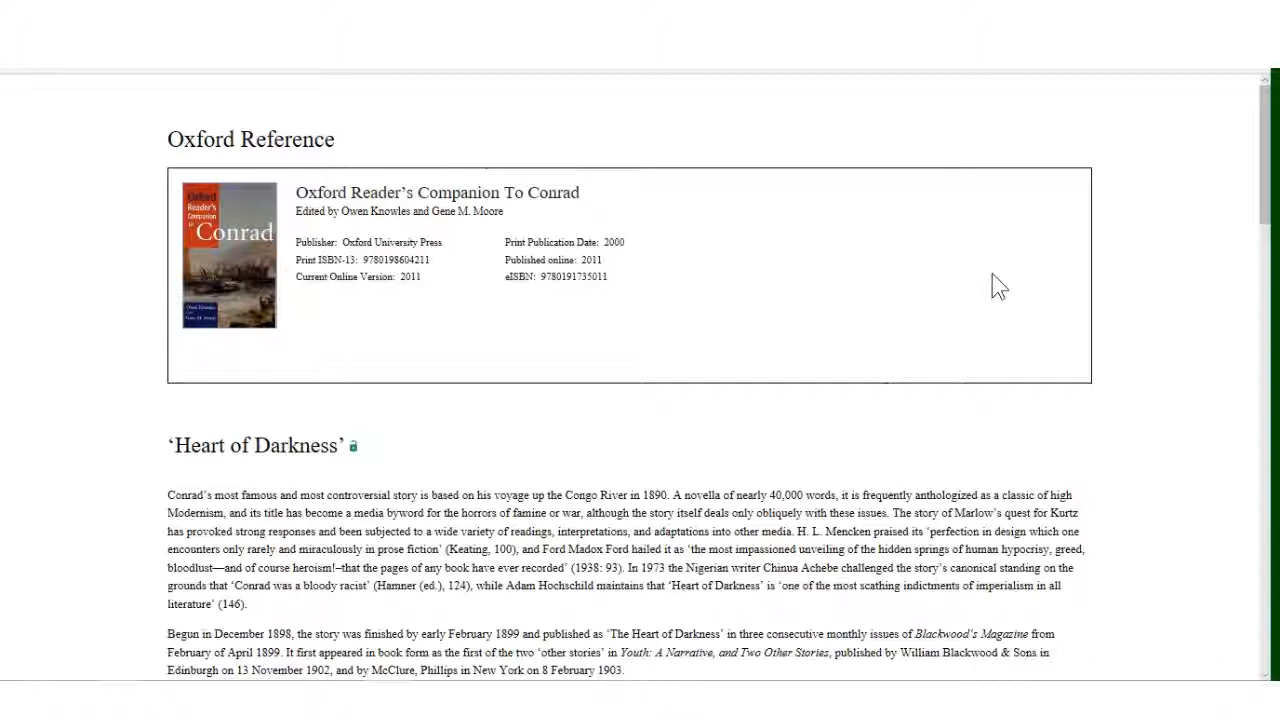 Oxford Reference
Oxford
Reader's
Companion
to
Conrad
Oxford Reader's Companion To Conrad
Edited by Owen Knowles and Gene M. Moore
Publisher: Oxford University Press
Print Publication Date: 2000
Print ISBN-13: 9780198604211
Published online: 2011
Current Online Version: 2011
eISBN: 9780191735011
‘Heart of Darkness’
Conrad's most famous and most controversial story is based on his voyage up the Congo River in 1890. A novella of nearly 40,000 words, it is frequently anthologized as a classic of high
Modernism, and its title has become a media byword for the horrors of famine or war, although the story itself deals only obliquely with these issues. The story of Marlow's quest for Kurtz
has provoked strong responses and been subjected to a wide variety of readings, interpretations, and adaptations into other media. H. L. Mencken praised its ‘perfection in design which one
encounters only rarely and miraculously in prose fiction’ (Keating, 100), and Ford Madox Ford hailed it as ‘the most impassioned unveiling of the hidden springs of human hypocrisy, greed,
bloodlust—and of course heroism!–that the pages of any book have ever recorded’ (1938: 93). In 1973 the Nigerian writer Chinua Achebe challenged the story's canonical standing on the
grounds that ‘Conrad was a bloody racist’ (Hamner (ed.), 124), while Adam Hochschild maintains that ‘Heart of Darkness’ is ‘one of the most scathing indictments of imperialism in all
literature’ (146).
Begun in December 1898, the story was finished by early February 1899 and published as ‘The Heart of Darkness’ in three consecutive monthly issues of Blackwood's Magazine from
February of April 1899. It first appeared in book form as the first of the two ‘other stories’ in Youth: A Narrative, and Two Other Stories, published by William Blackwood & Sons in
Edinburgh on 13 November 1902, and by McClure, Phillips in New York on 8 February 1903.